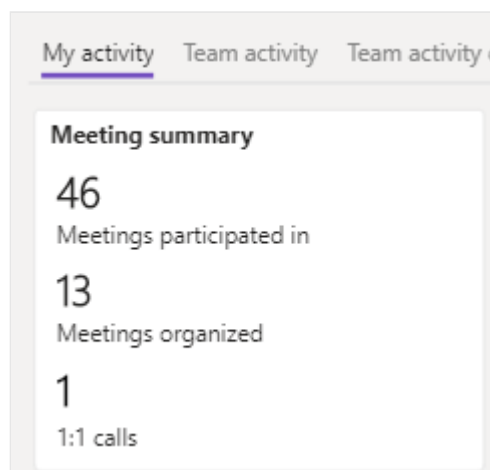 My activity Team activity Team activity
Meeting summary
46
Meetings participated in
13
Meetings organized
1
1:1 calls